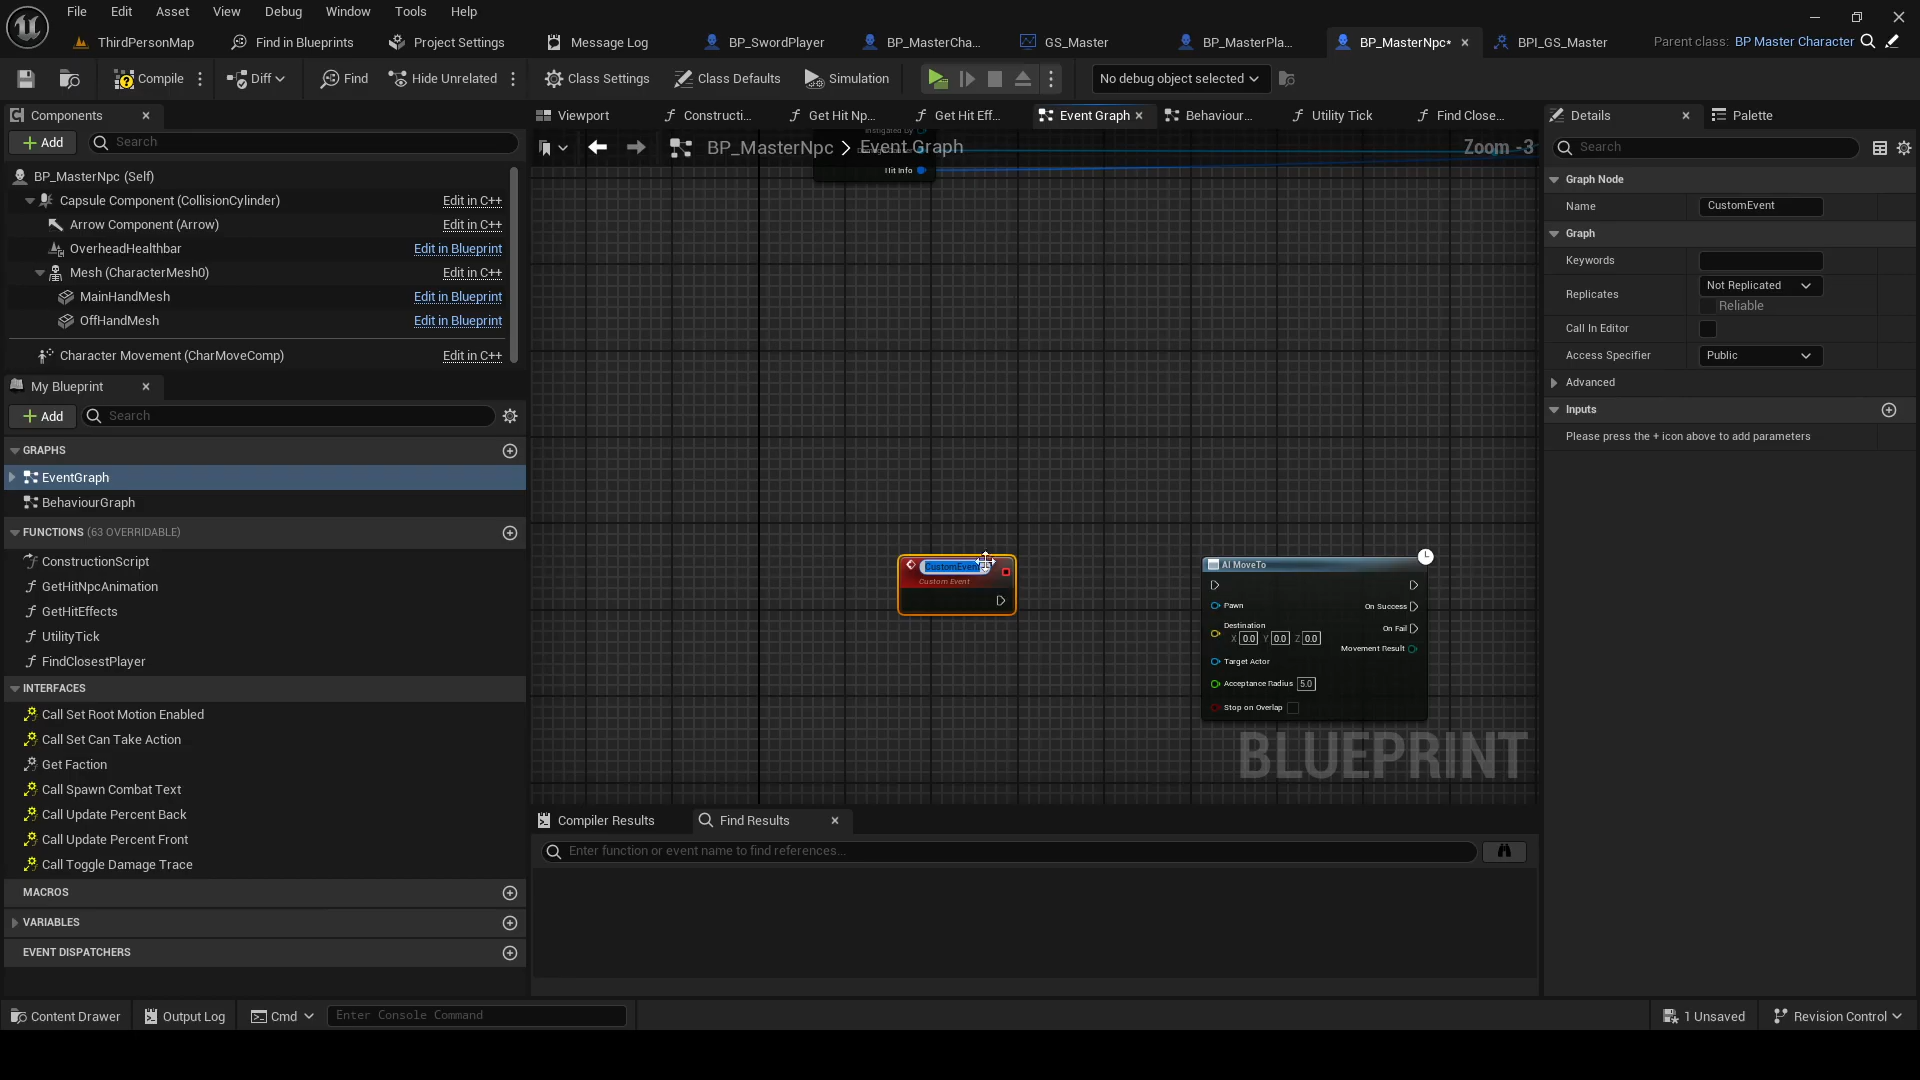 File Edit Asset View Debug Window Tools Help
ThirdPersonMap Find in Blueprints Project Settings Message Log BP_SwordPlayer BP_MasterCha... GS_Master BP_MasterPla... BP_MasterNpc* BPI_GS_Master Parent class: BP Master Character
Compile Diff Find Hide Unrelated Class Settings Class Defaults Simulation No debug object selected
Components
Add Search
BP_MasterNpc (Self)
Capsule Component (CollisionCylinder) Edit in C++
Arrow Component (Arrow) Edit in C++
OverheadHealthbar Edit in Blueprint
Mesh (CharacterMesh0) Edit in C++
MainHandMesh Edit in Blueprint
OffHandMesh Edit in Blueprint
Character Movement (CharMoveComp) Edit in C++
My Blueprint
Add Search
GRAPHS
EventGraph
BehaviourGraph
FUNCTIONS (63 OVERRIDABLE)
ConstructionScript
GetHitNpcAnimation
GetHitEffects
UtilityTick
FindClosestPlayer
INTERFACES
Call Set Root Motion Enabled
Call Set Can Take Action
Get Faction
Call Spawn Combat Text
Call Update Percent Back
Call Update Percent Front
Call Toggle Damage Trace
MACROS
VARIABLES
EVENT DISPATCHERS
Viewport Constructi... Get Hit Np... Get Hit Eff... Event Graph Behaviour... Utility Tick Find Close...
BP_MasterNpc > Event Graph Zoom -3
Instigated By
Hit Info
CustomEvent
Custom Event
AI MoveTo
Pawn On Success
Destination On Fail
X 0.0 Y 0.0 Z 0.0
Movement Result
Target Actor
Acceptance Radius 5.0
Stop on Overlap
BLUEPRINT
Compiler Results Find Results
Enter function or event name to find references...
Details Palette
Search
Graph Node
Name CustomEvent
Graph
Keywords
Replicates Not Replicated
Reliable
Call In Editor
Access Specifier Public
Advanced
Inputs
Please press the + icon above to add parameters
Content Drawer Output Log Cmd Enter Console Command 1 Unsaved Revision Control